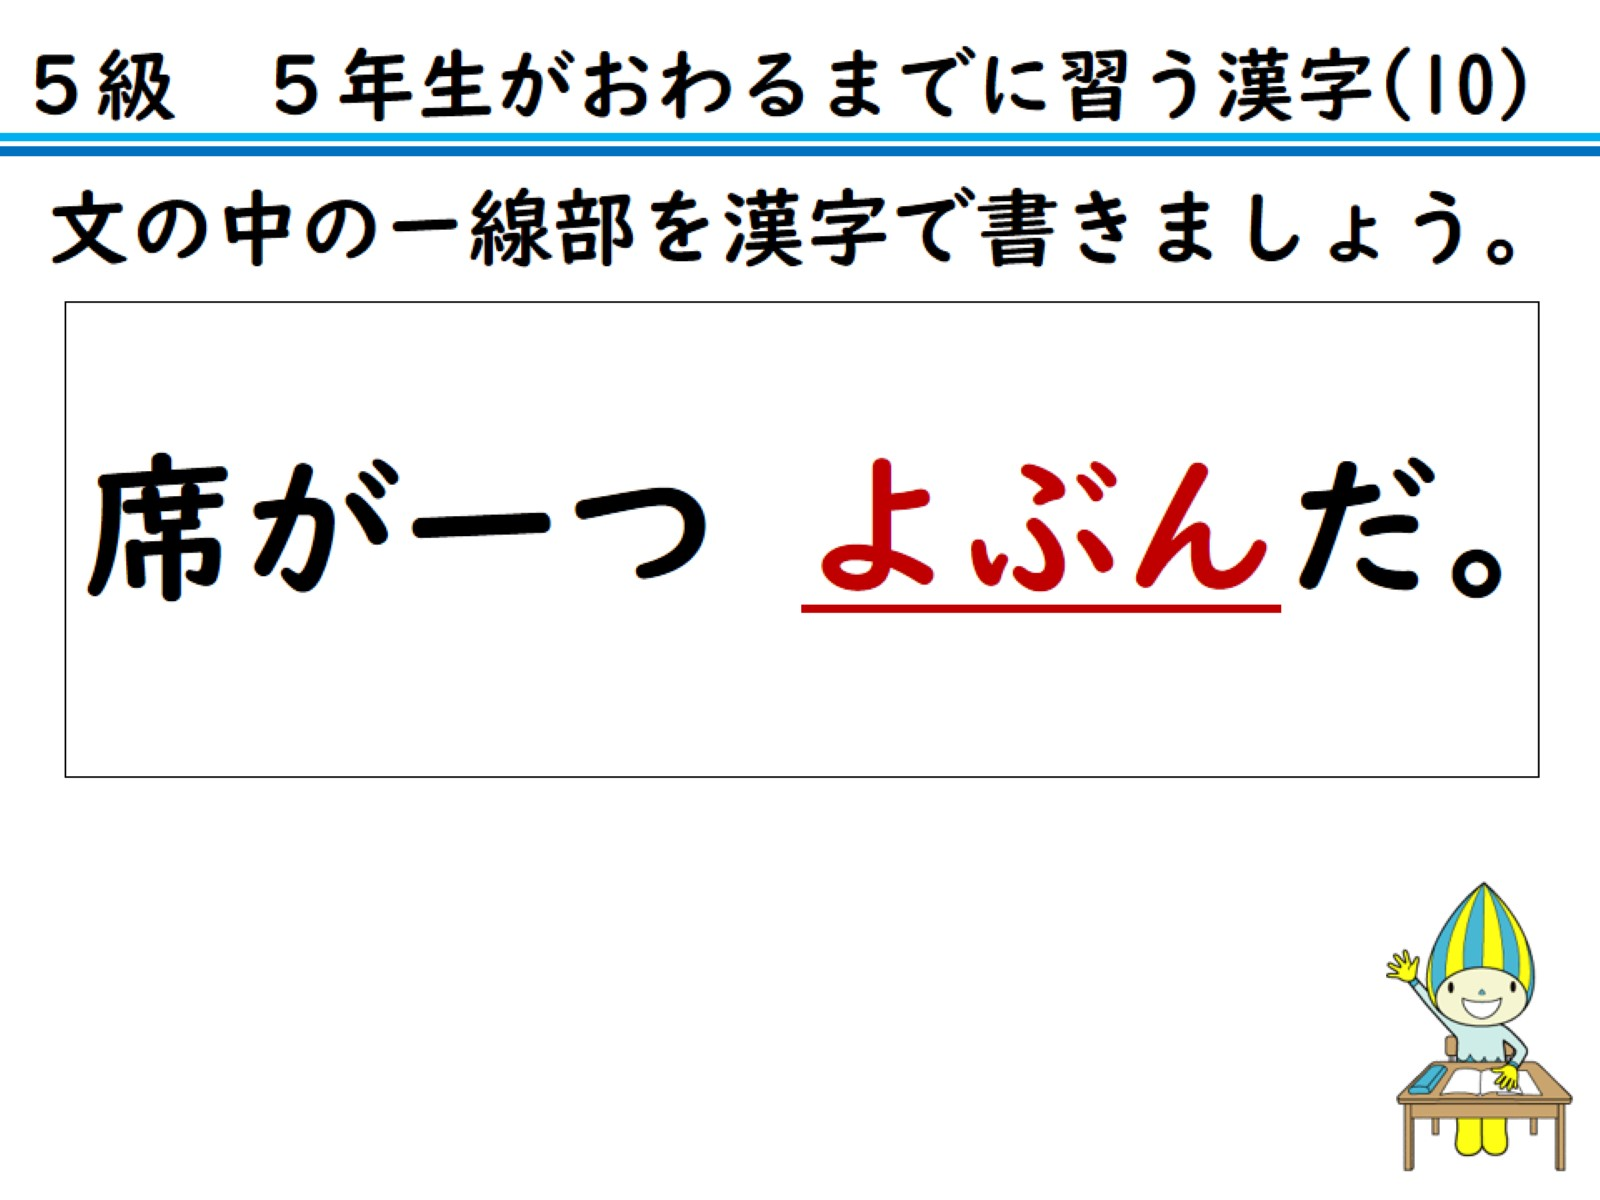 ５級　５年生がおわるまでに習う漢字(10)
文の中の―線部を漢字で書きましょう。
席が一つ よぶんだ。